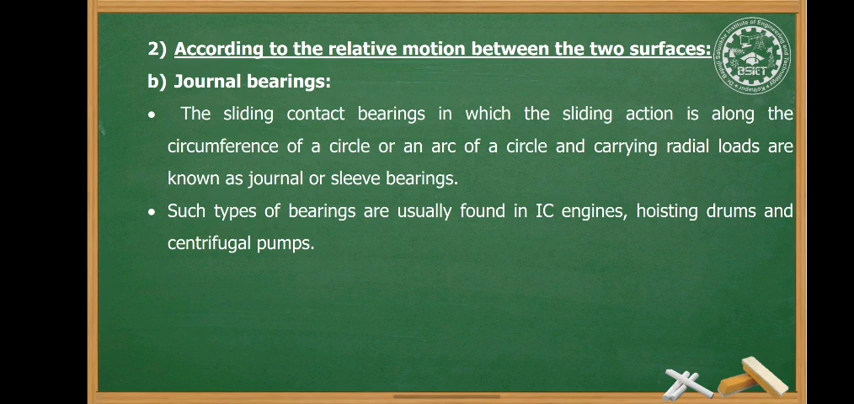 2) According to the relative motion between the two surfaces:
b) Journal bearings:
• The sliding contact bearings in which the sliding action is along the
circumference of a circle or an arc of a circle and carrying radial loads are
known as journal or sleeve bearings.
• Such types of bearings are usually found in IC engines, hoisting drums and
centrifugal pumps.